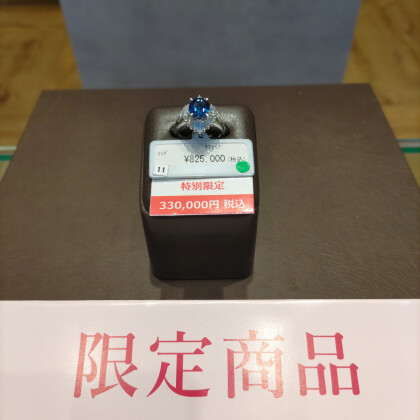 ¥825,000(税込)
11
特別限定
330,000円 税込
限定商品